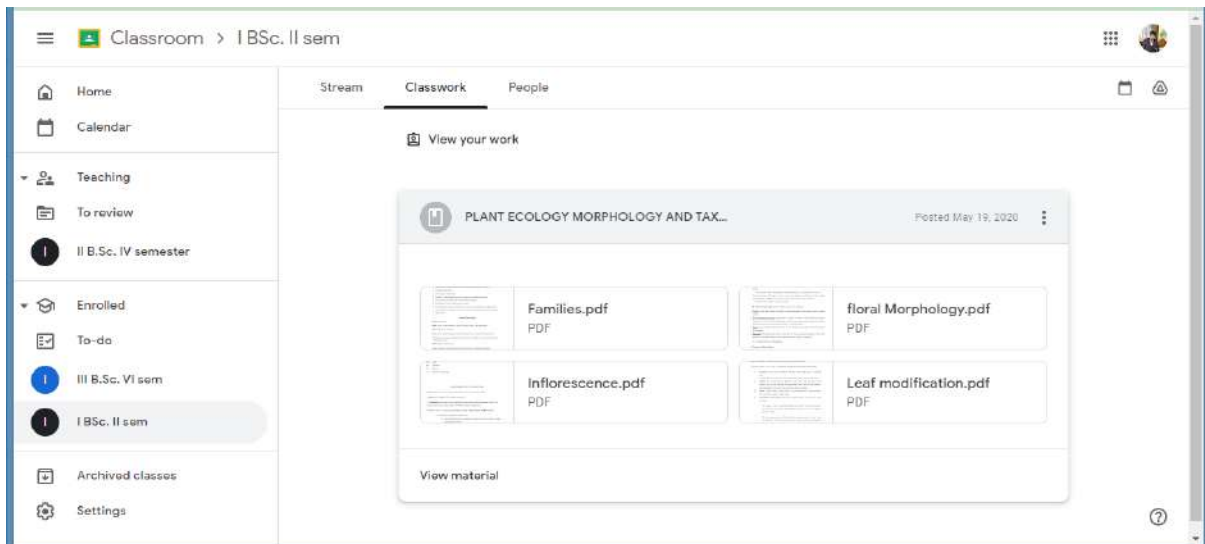 Classroom > I BSc. II sem
Home
Calendar
Teaching
To review
I II B.Sc. IV semester
Enrolled
To-do
I III B.Sc. VI sem
I I BSc. II sem
Archived classes
Settings
Stream Classwork People
View your work
PLANT ECOLOGY MORPHOLOGY AND TAX... Posted May 19, 2020
Families.pdf
PDF
floral Morphology.pdf
PDF
Inflorescence.pdf
PDF
Leaf modification.pdf
PDF
View material